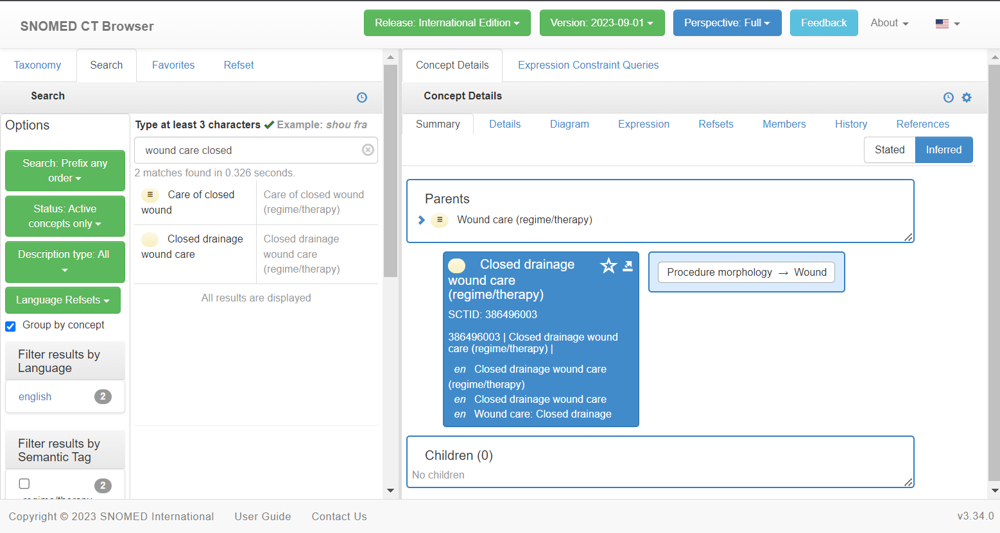 SNOMED CT Browser
Release: International Edition
Version: 2023-09-01
Perspective: Full
Feedback
About
Taxonomy
Search
Favorites
Refset
Search
Options
Search: Prefix any
order
Status: Active
concepts only
Description type: All
Language Refsets
Group by concept
Filter results by
Language
english
2
Filter results by
Semantic Tag
2
regime/therapy
Type at least 3 characters Example: shou fra
wound care closed
2 matches found in 0.326 seconds.
Care of closed
wound
Care of closed wound
(regime/therapy)
Closed drainage
wound care
Closed drainage
wound care
(regime/therapy)
All results are displayed
Concept Details
Expression Constraint Queries
Concept Details
Summary
Details
Diagram
Expression
Refsets
Members
History
References
Stated
Inferred
Parents
Wound care (regime/therapy)
Closed drainage
wound care
(regime/therapy)
SCTID: 386496003
386496003 | Closed drainage wound
care (regime/therapy) |
en Closed drainage wound care
(regime/therapy)
en Closed drainage wound care
en Wound care: Closed drainage
Procedure morphology → Wound
Children (0)
No children
Copyright © 2023 SNOMED International
User Guide
Contact Us
v3.34.0